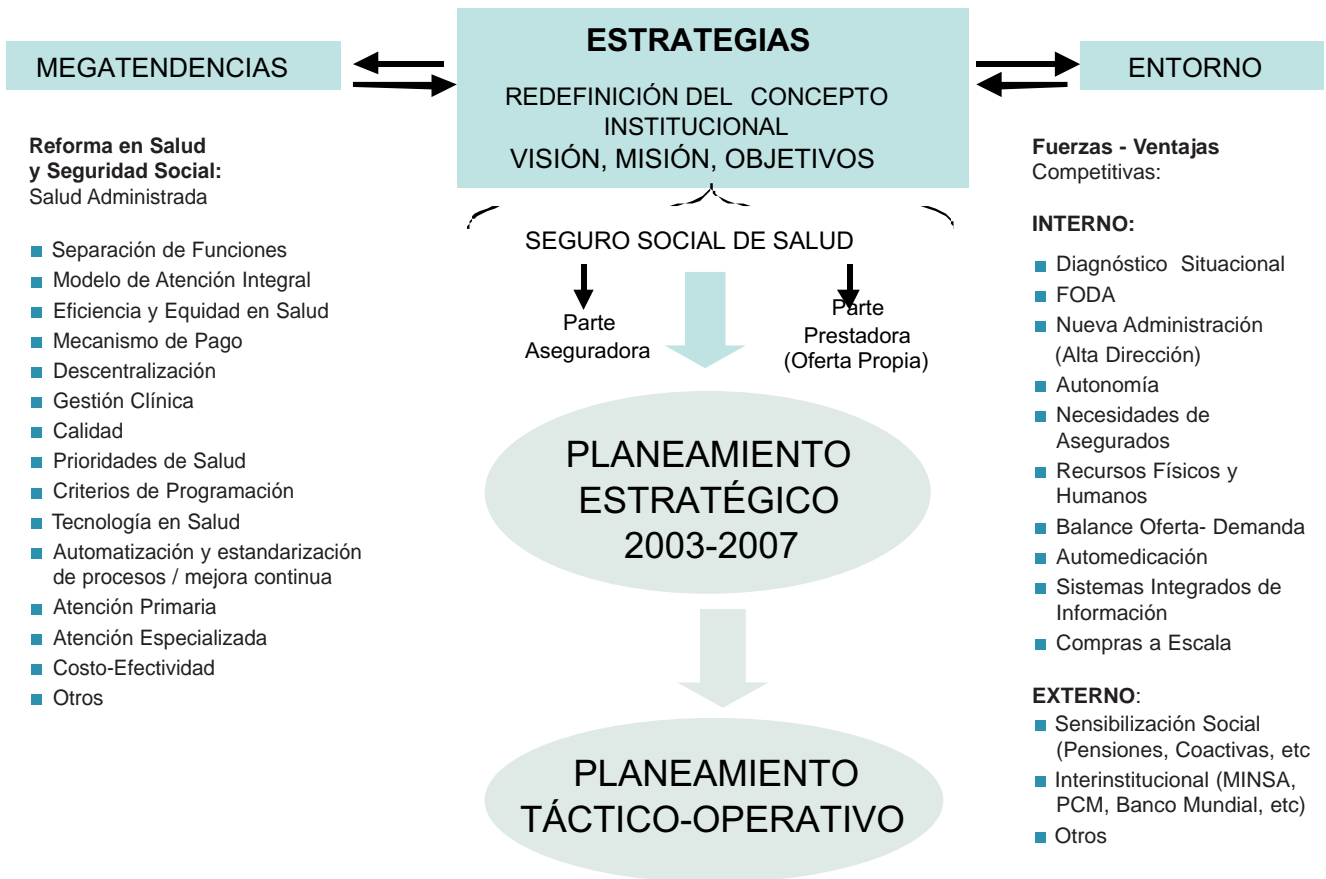 MEGATENDENCIAS
Reforma en Salud
y Seguridad Social:
Salud Administrada
Separación de Funciones
Modelo de Atención Integral
Eficiencia y Equidad en Salud
Mecanismo de Pago
Descentralización
Gestión Clínica
Calidad
Prioridades de Salud
Criterios de Programación
Tecnología en Salud
Automatización y estandarización
de procesos / mejora continua
Atención Primaria
Atención Especializada
Costo-Efectividad
Otros
ESTRATEGIAS
REDEFINICIÓN DEL CONCEPTO
INSTITUCIONAL
VISIÓN, MISIÓN, OBJETIVOS
SEGURO SOCIAL DE SALUD
Parte
Aseguradora
Parte
Prestadora
(Oferta Propia)
PLANEAMIENTO
ESTRATÉGICO
2003-2007
PLANEAMIENTO
TÁCTICO-OPERATIVO
ENTORNO
Fuerzas - Ventajas
Competitivas:
INTERNO:
Diagnóstico Situacional
FODA
Nueva Administración
(Alta Dirección)
Autonomía
Necesidades de
Asegurados
Recursos Físicos y
Humanos
Balance Oferta- Demanda
Automedicación
Sistemas Integrados de
Información
Compras a Escala
EXTERNO:
Sensibilización Social
(Pensiones, Coactivas, etc
Interinstitucional (MINSA,
PCM, Banco Mundial, etc)
Otros